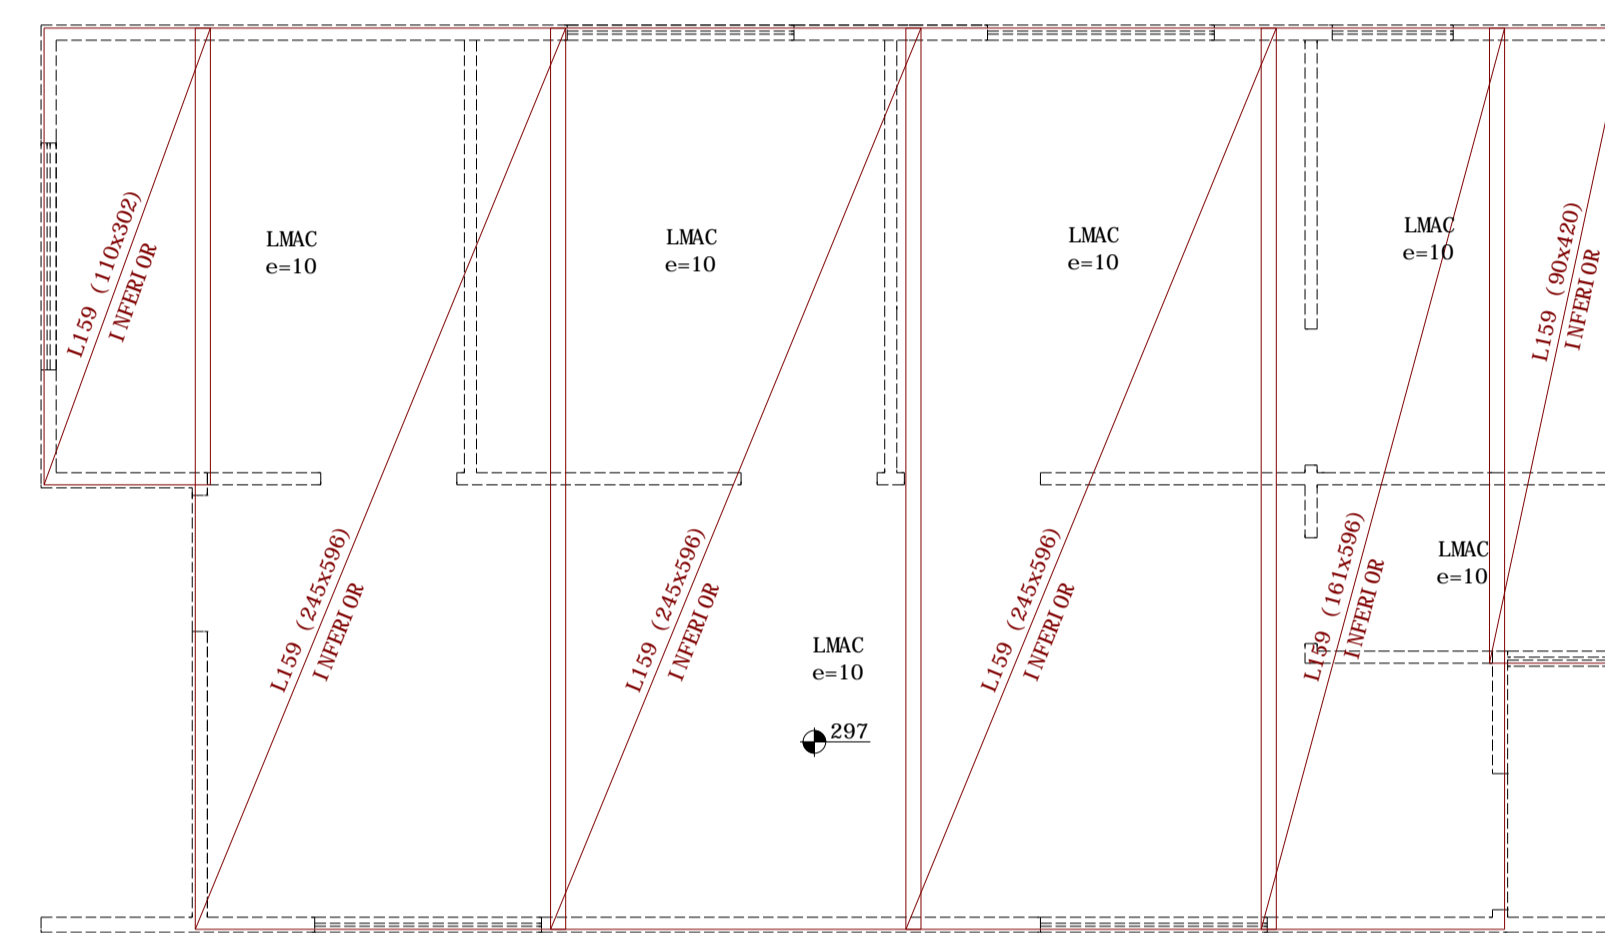 LMAC
e=10
LMAC
e=10
LMAC
e=10
LMAC
e=10
L159 (110x302)
INFERIOR
L159 (90x420)
INFERIOR
L159 (245x596)
INFERIOR
L159 (245x596)
INFERIOR
L159 (245x596)
INFERIOR
L159 (161x596)
INFERIOR
LMAC
e=10
LMAC
e=10
297